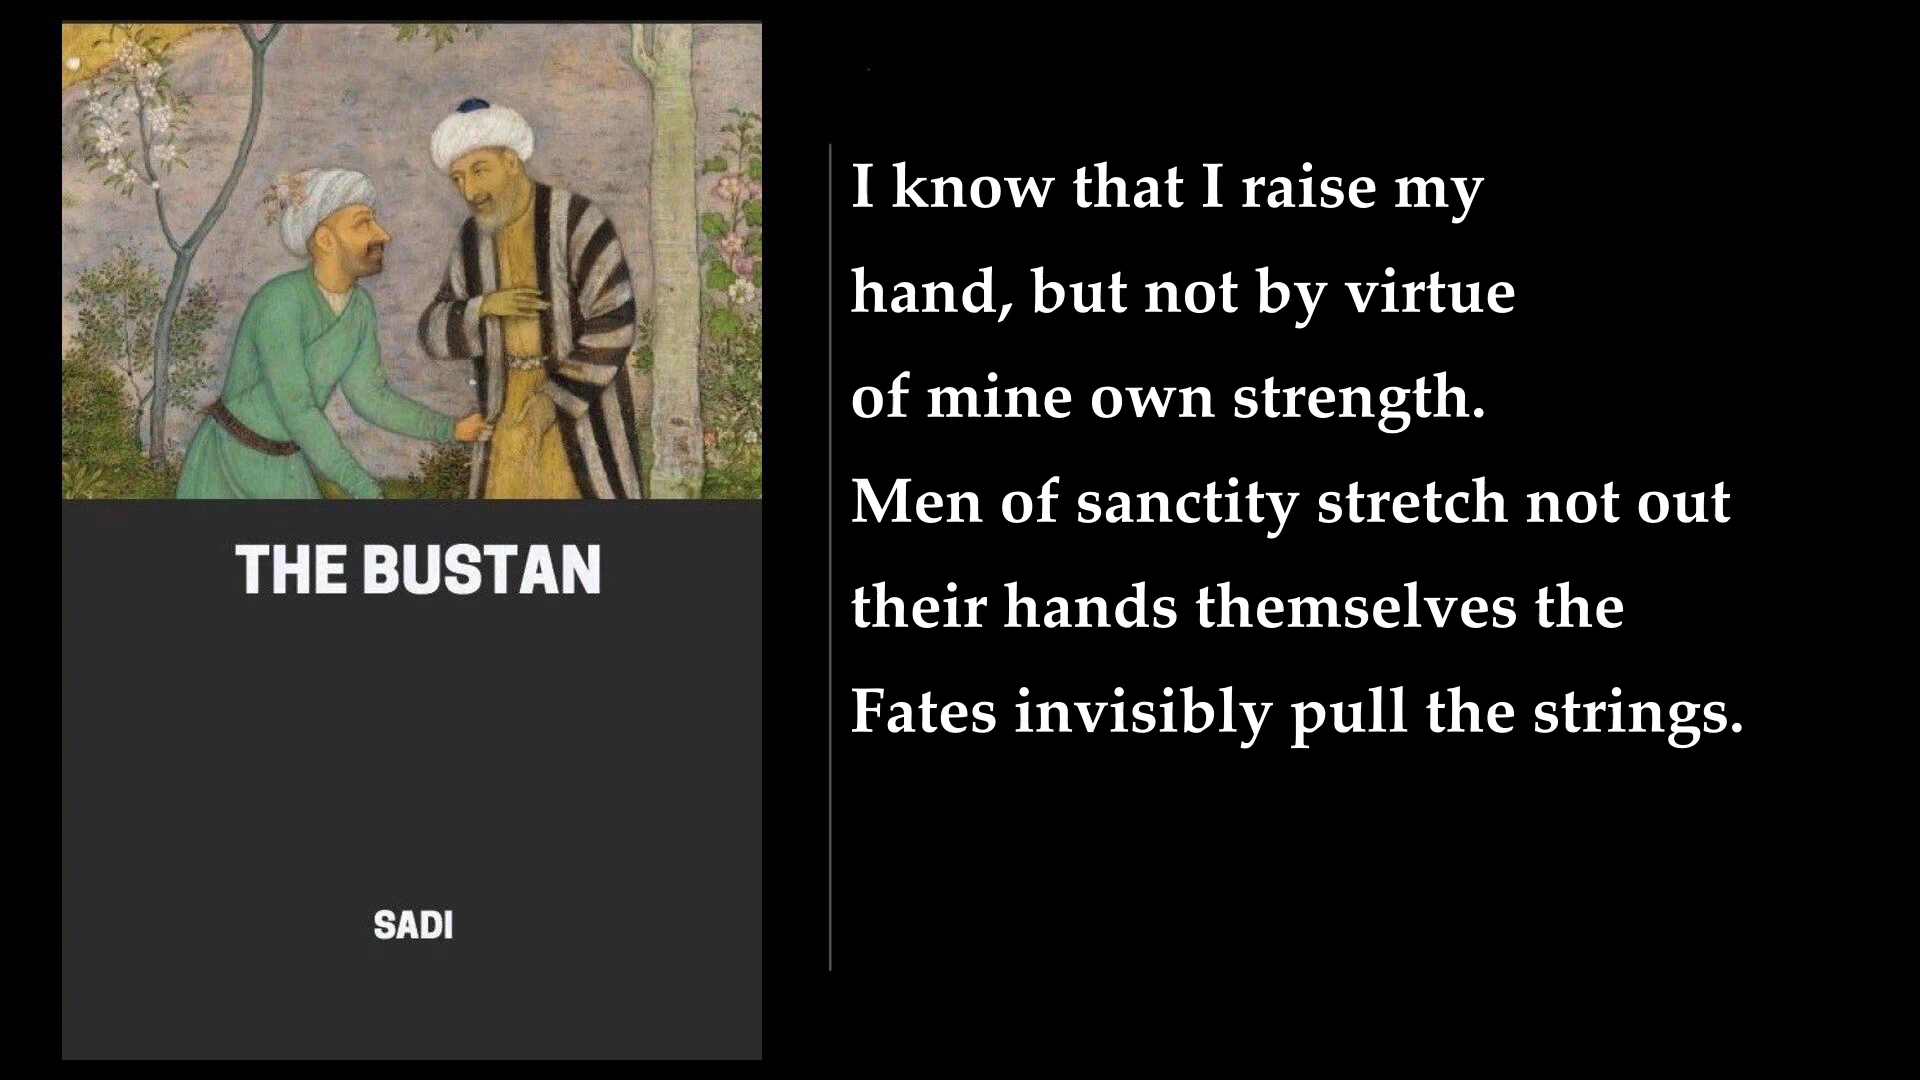 THE BUSTAN
SADI
I know that I raise my
hand, but not by virtue
of mine own strength.
Men of sanctity stretch not out
their hands themselves the
Fates invisibly pull the strings.